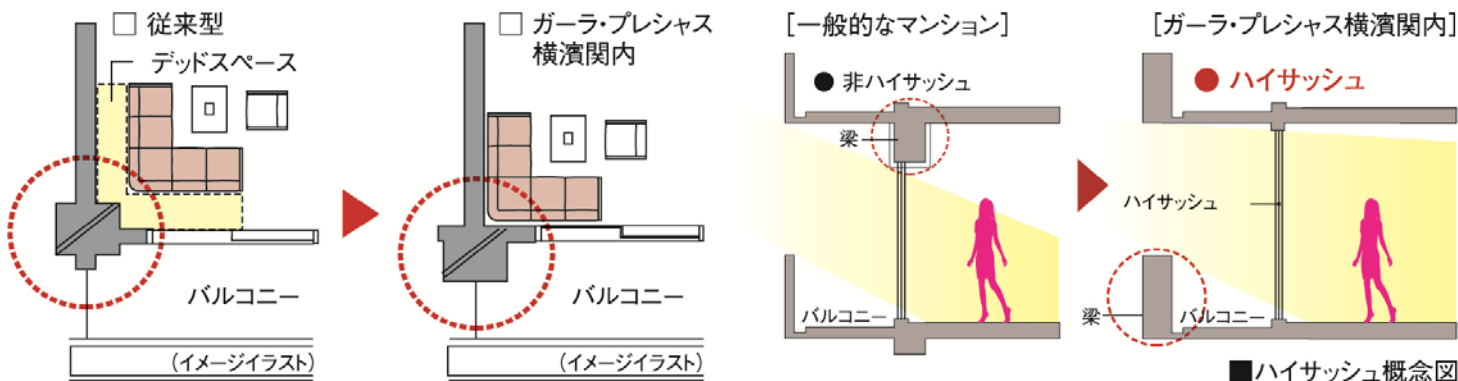 □ 従来型
デッドスペース
バルコニー
(イメージイラスト)
□ ガーラ・プレシャス
横濱関内
バルコニー
(イメージイラスト)
[一般的なマンション]
● 非ハイサッシュ
梁
バルコニー
[ガーラ・プレシャス横濱関内]
● ハイサッシュ
ハイサッシュ
梁
バルコニー
■ハイサッシュ概念図